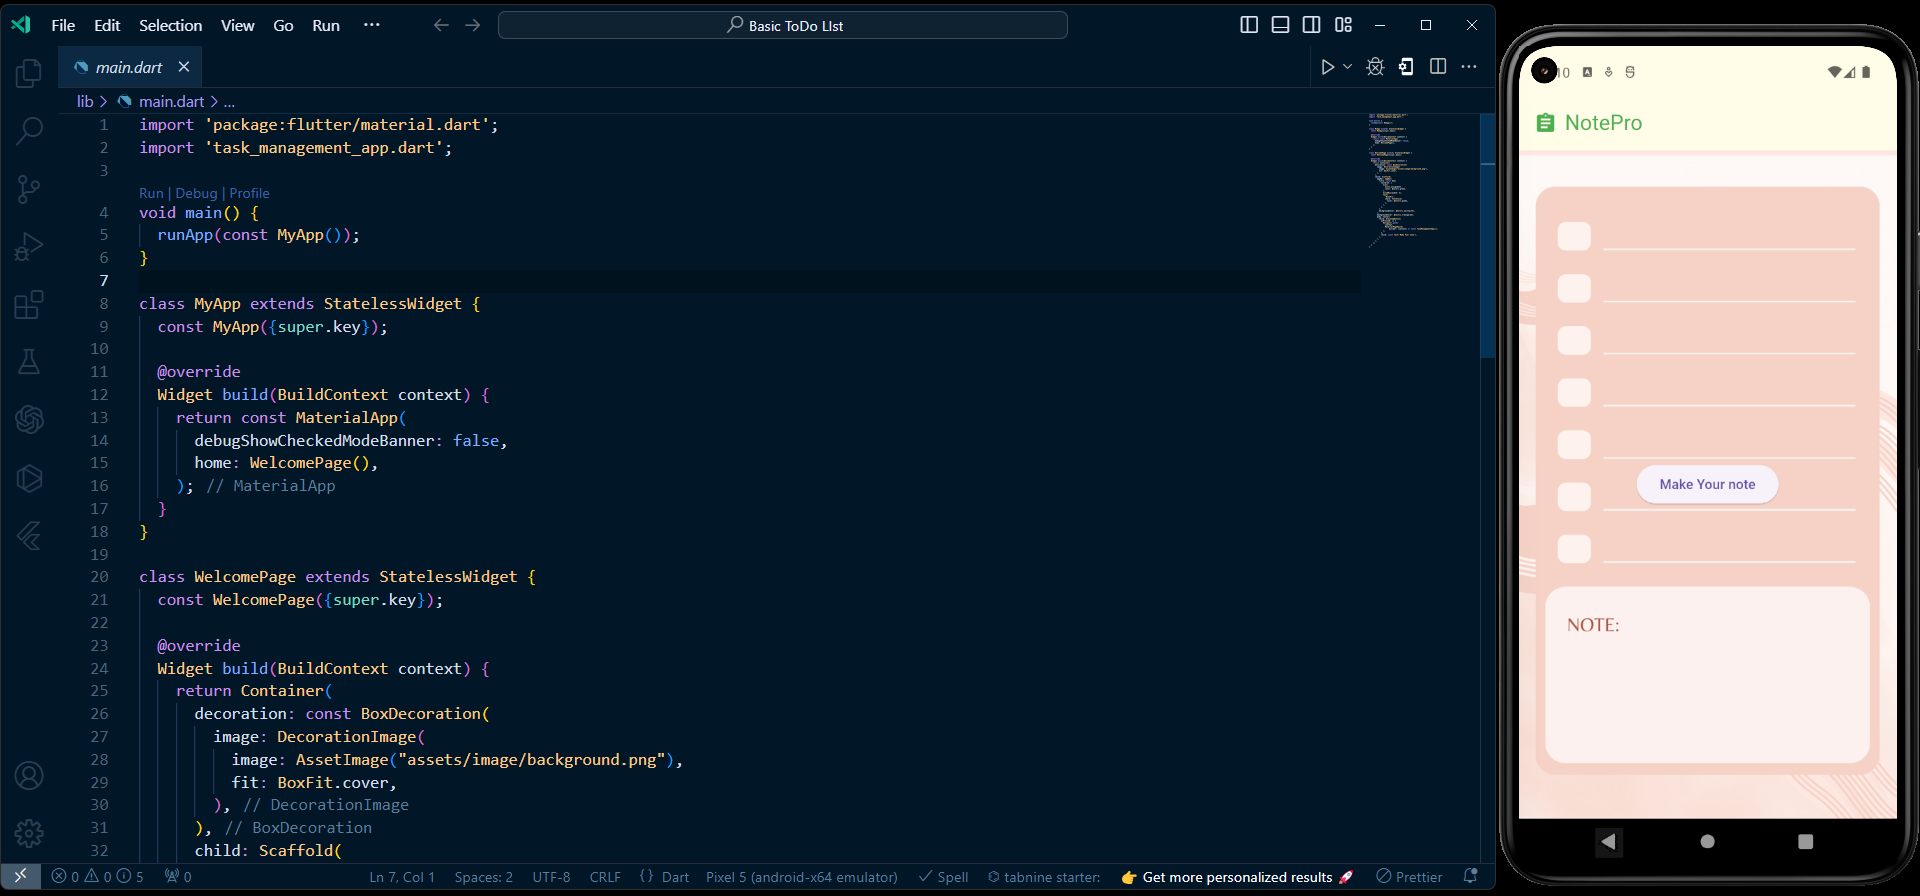 File Edit Selection View Go Run ···
Basic ToDo LIst
main.dart
lib > main.dart > ...
1 import 'package:flutter/material.dart';
2 import 'task_management_app.dart';
3
Run | Debug | Profile
4 void main() {
5 runApp(const MyApp());
6 }
7
8 class MyApp extends StatelessWidget {
9 const MyApp({super.key});
10
11 @override
12 Widget build(BuildContext context) {
13 return const MaterialApp(
14 debugShowCheckedModeBanner: false,
15 home: WelcomePage(),
16 ); // MaterialApp
17 }
18 }
19
20 class WelcomePage extends StatelessWidget {
21 const WelcomePage({super.key});
22
23 @override
24 Widget build(BuildContext context) {
25 return Container(
26 decoration: const BoxDecoration(
27 image: DecorationImage(
28 image: AssetImage("assets/image/background.png"),
29 fit: BoxFit.cover,
30 ), // DecorationImage
31 ), // BoxDecoration
32 child: Scaffold(
0 0 5 0 Ln 7, Col 1 Spaces: 2 UTF-8 CRLF {} Dart Pixel 5 (android-x64 emulator) Spell tabnine starter: 👉 Get more personalized results 🚀 Prettier
10
NotePro
Make Your note
NOTE: